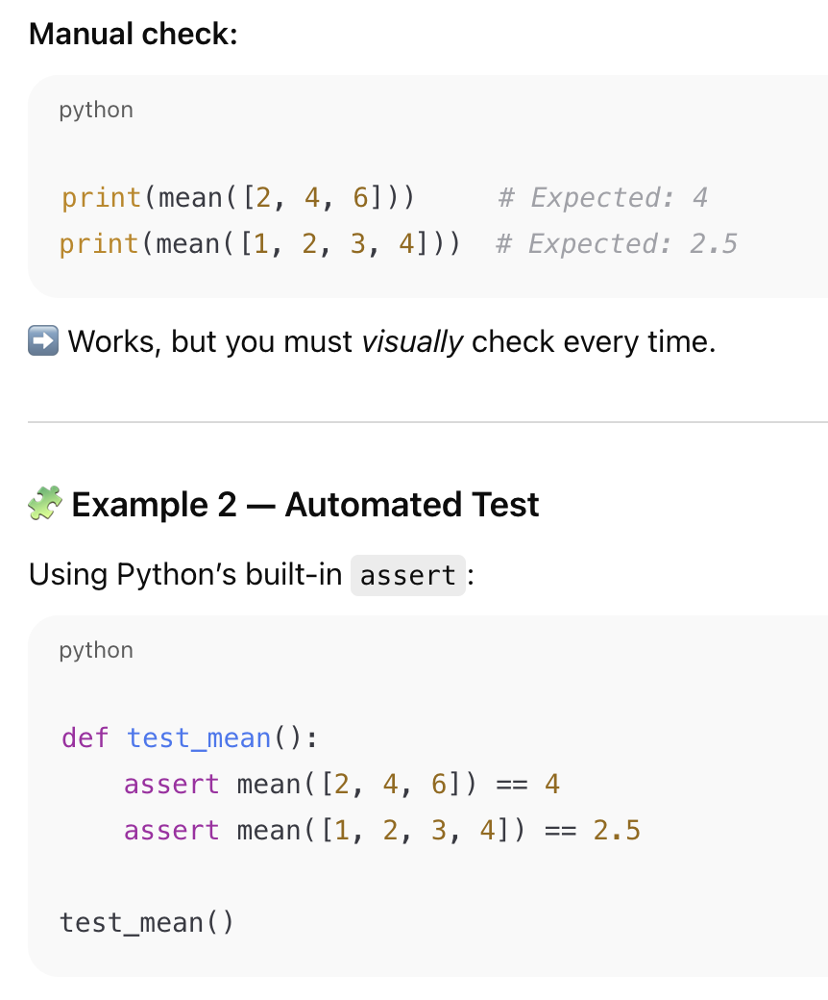 Manual check:
python
print(mean([2, 4, 6]))     # Expected: 4
print(mean([1, 2, 3, 4]))  # Expected: 2.5
➡️ Works, but you must visually check every time.
🧩 Example 2 — Automated Test
Using Python’s built-in assert:
python
def test_mean():
    assert mean([2, 4, 6]) == 4
    assert mean([1, 2, 3, 4]) == 2.5
test_mean()